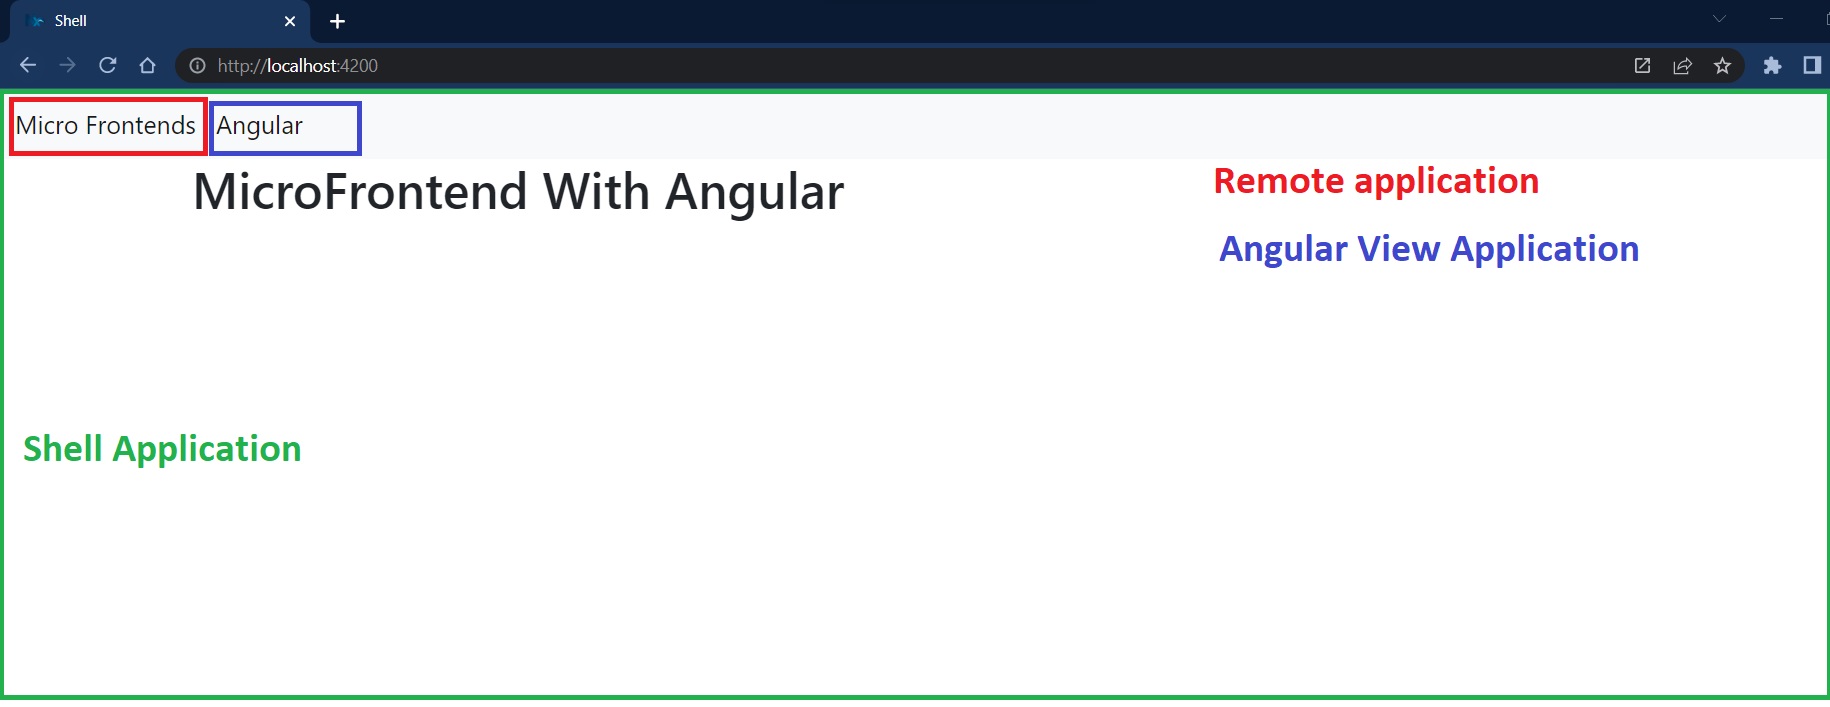 Shell
http://localhost:4200
Micro Frontends Angular
MicroFrontend With Angular
Remote application
Angular View Application
Shell Application